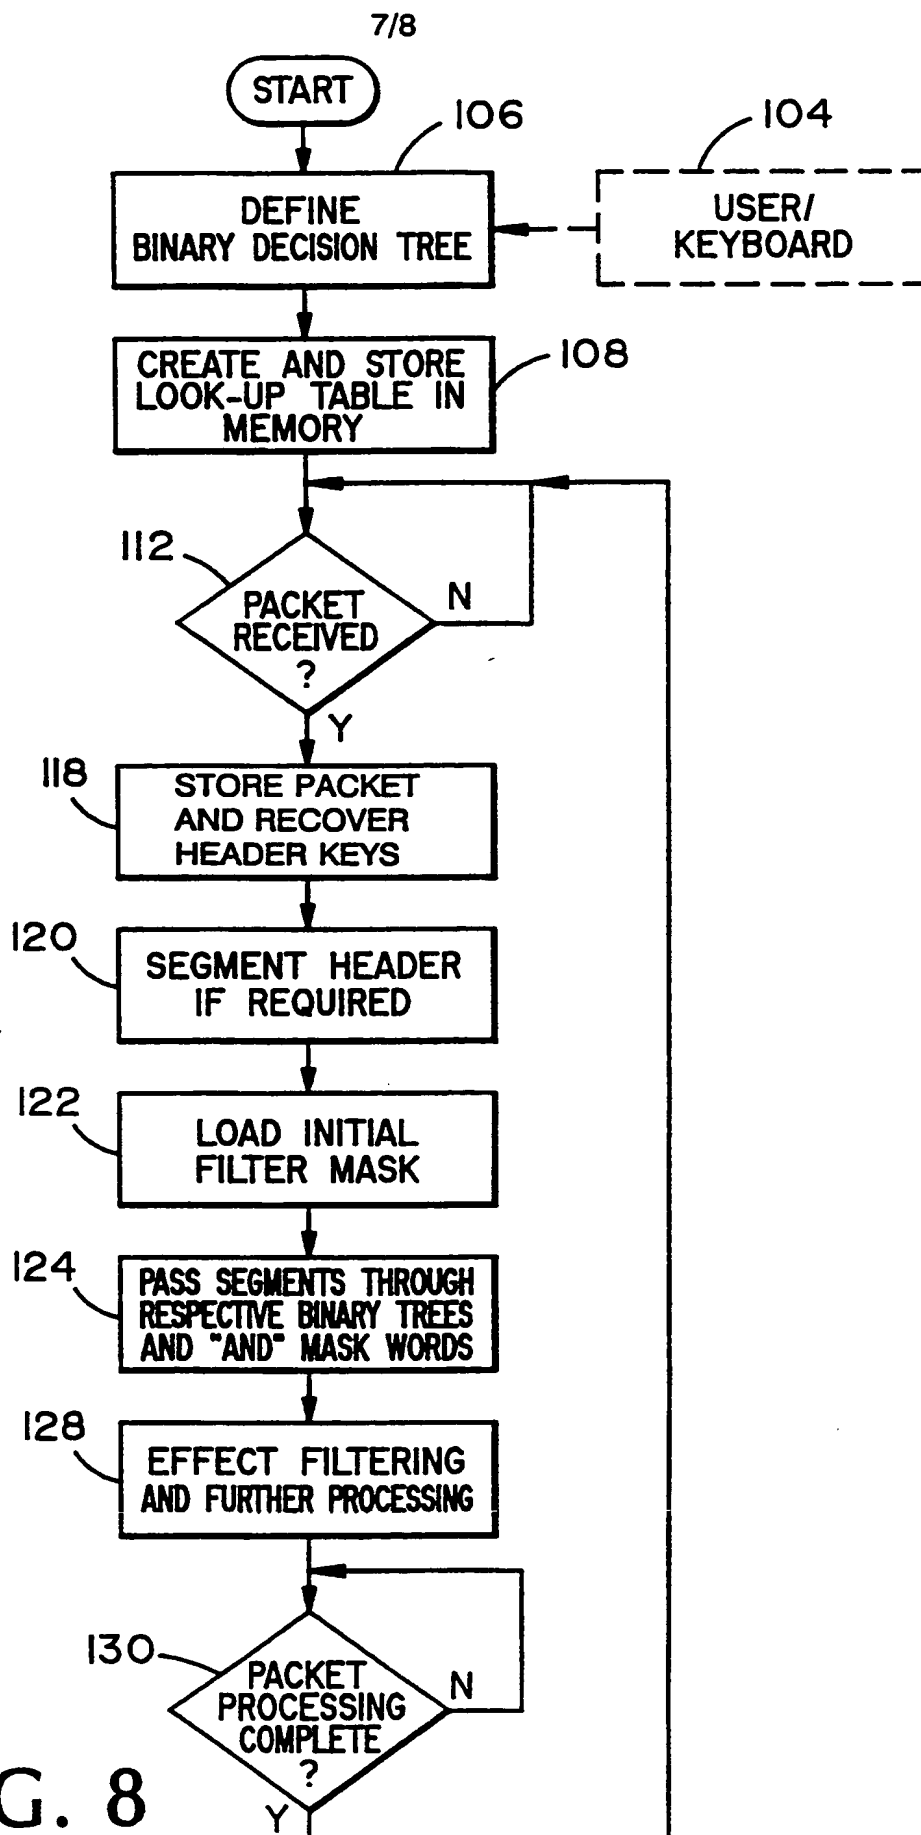 7/8
START
106
104
DEFINE
BINARY DECISION TREE
USER/
KEYBOARD
CREATE AND STORE
LOOK-UP TABLE IN
MEMORY
108
112
PACKET
RECEIVED
?
N
Y
118
STORE PACKET
AND RECOVER
HEADER KEYS
120
SEGMENT HEADER
IF REQUIRED
122
LOAD INITIAL
FILTER MASK
124
PASS SEGMENTS THROUGH
RESPECTIVE BINARY TREES
AND "AND" MASK WORDS
128
EFFECT FILTERING
AND FURTHER PROCESSING
130
PACKET
PROCESSING
COMPLETE
?
N
Y
G. 8